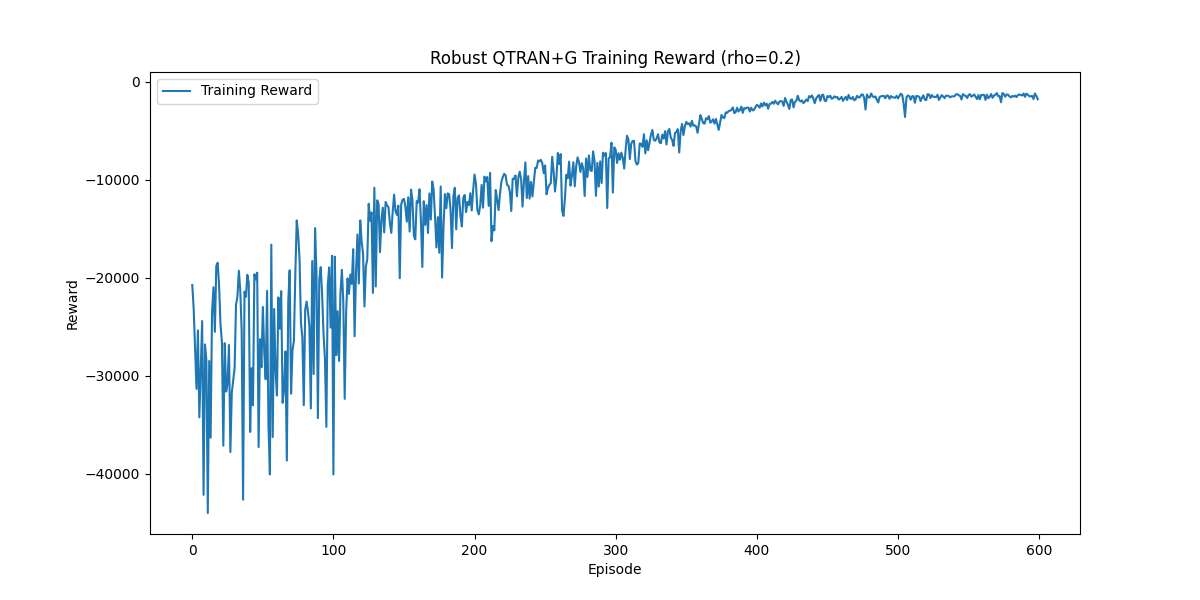 Robust QTRAN+G Training Reward (rho=0.2)
Training Reward
0
−10000
−20000
−30000
−40000
Reward
0 100 200 300 400 500 600
Episode